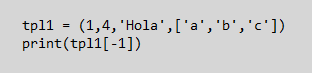 tpl1 = (1,4,'Hola',['a','b','c'])
print(tpl1[-1])